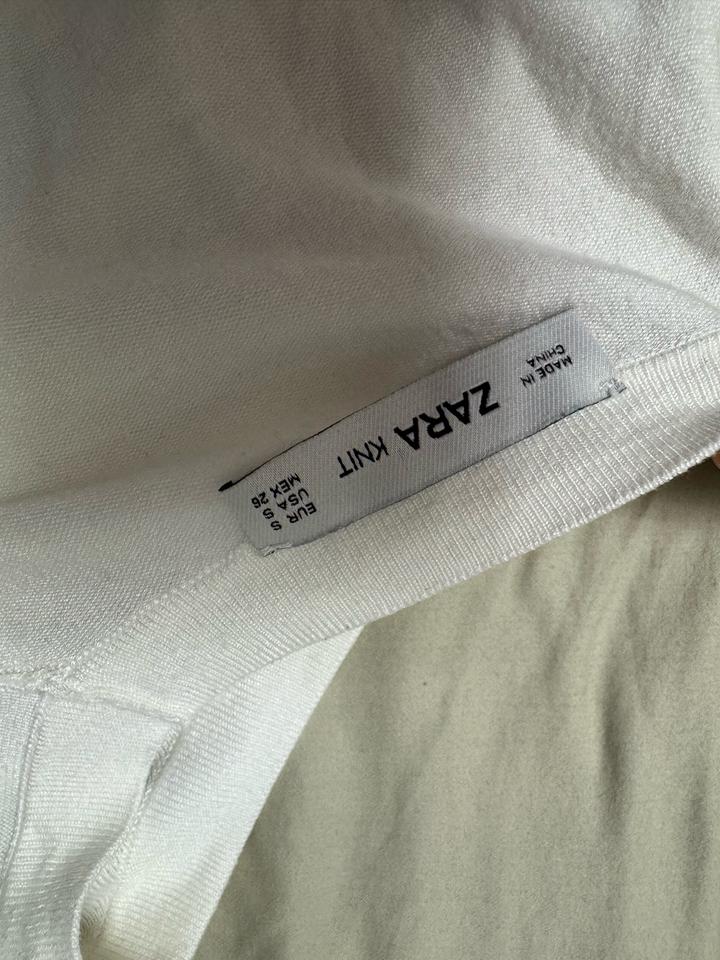 MADE IN
CHINA
ZARA KNIT
EUR S
USA S
MEX 26